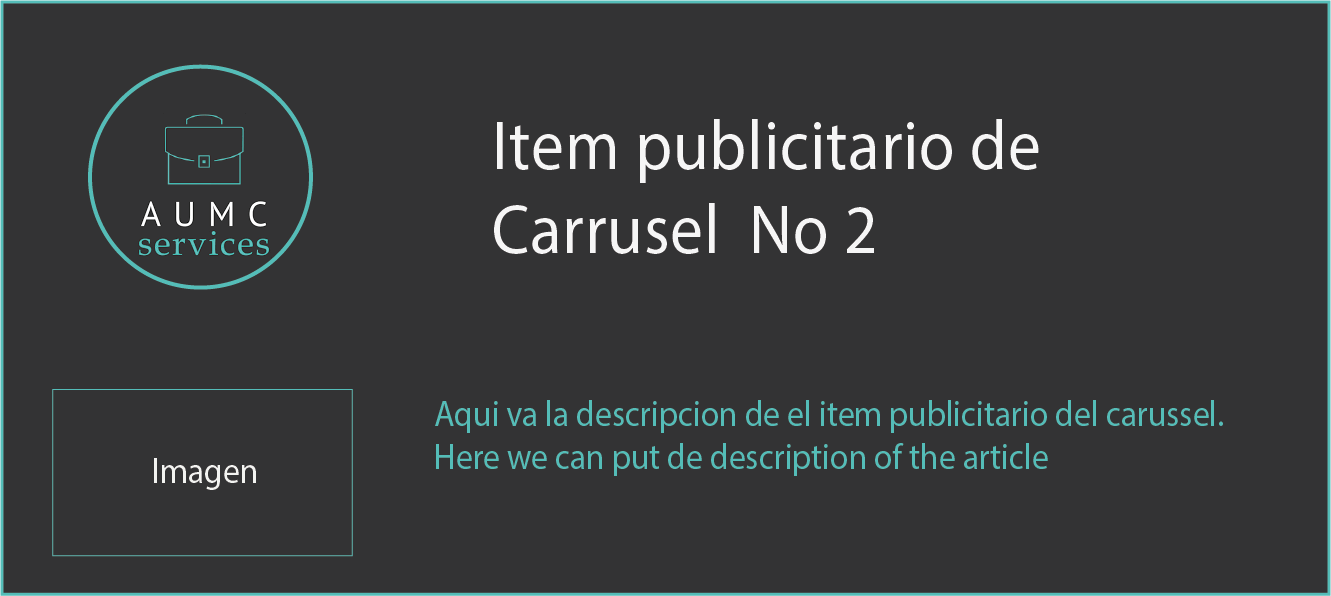 AUMC
services
Item publicitario de
Carrusel No 2
Imagen
Aqui va la descripcion de el item publicitario del carussel.
Here we can put de description of the article